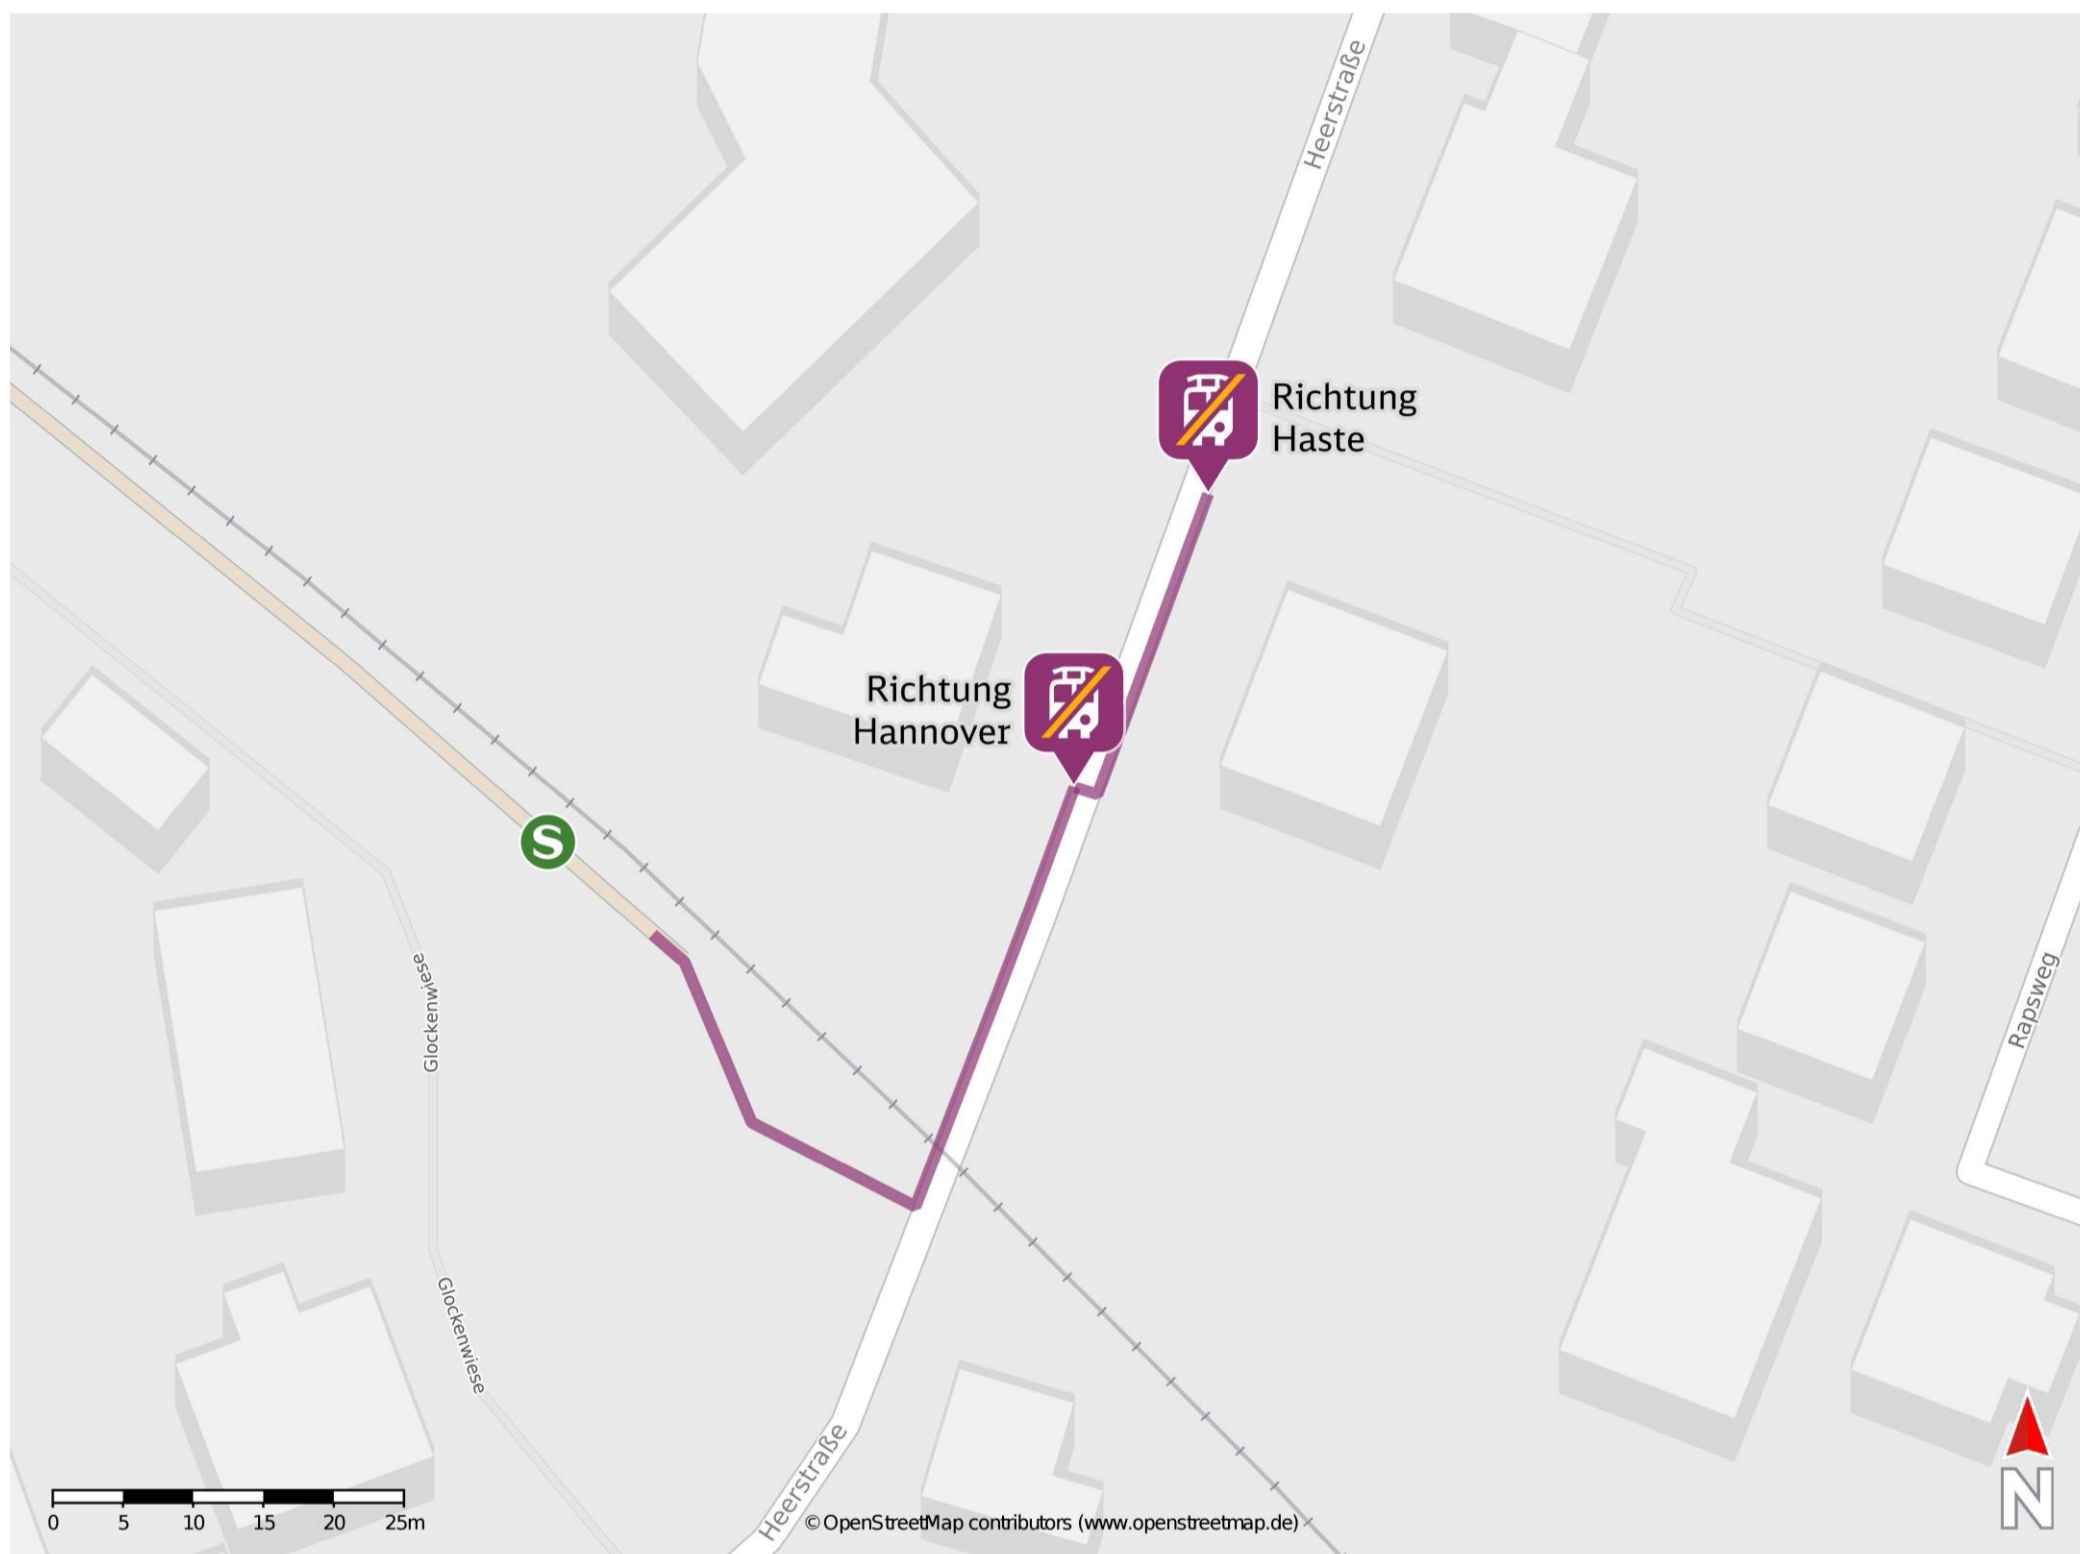 Heerstraße
Richtung
Haste
Richtung
Hannover
S
Glockenwiese
Rapsweg
Glockenwiese
Heerstraße
0 5 10 15 20 25m
© OpenStreetMap contributors (www.openstreetmap.de)
N